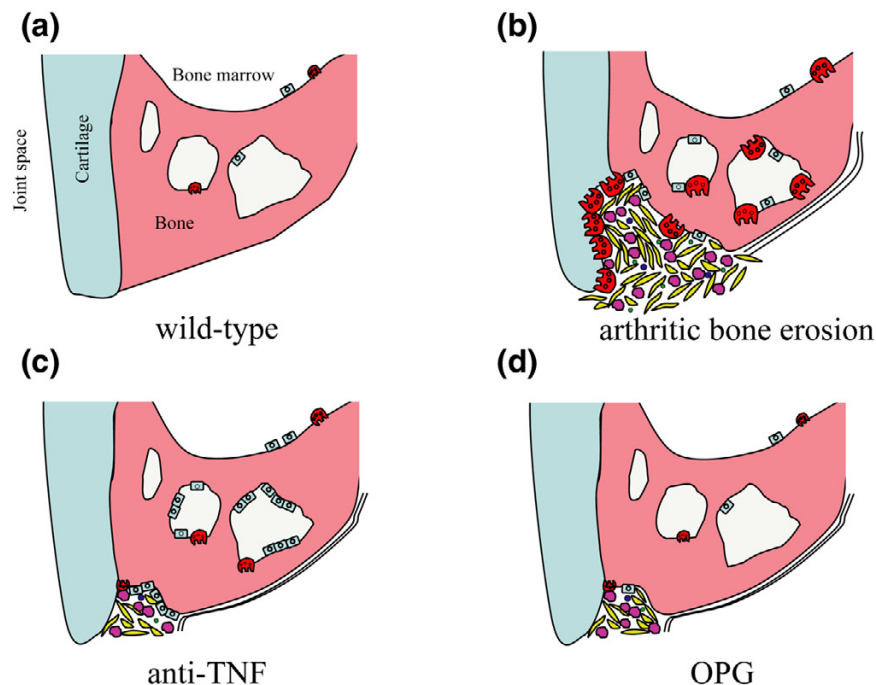 (a)
Bone marrow
Joint space
Cartilage
Bone
wild-type
(b)
arthritic bone erosion
(c)
anti-TNF
(d)
OPG